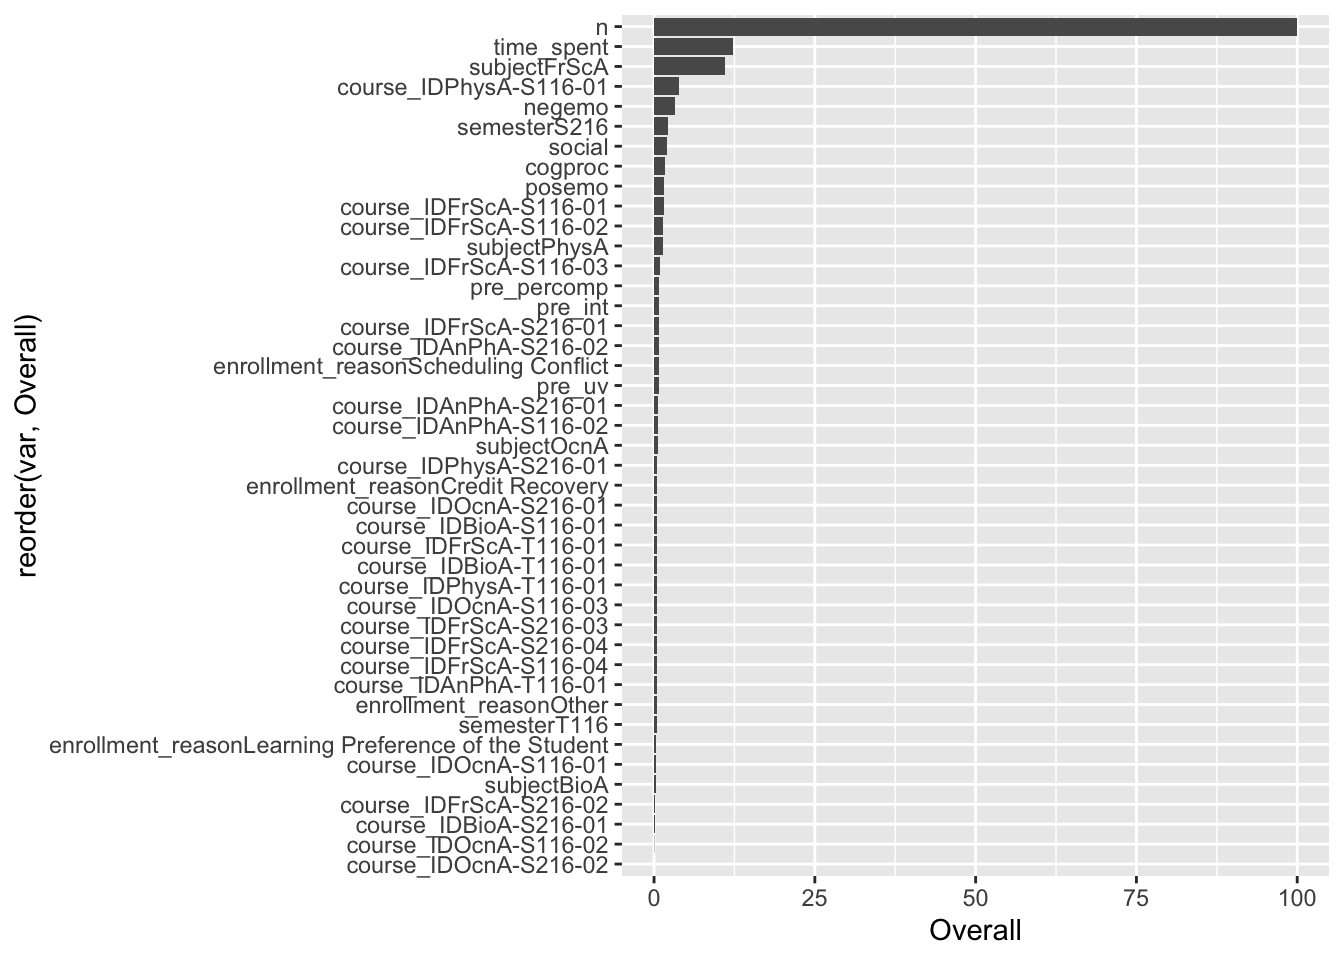 n
time_spent
subjectFrScA
course_IDPhysA-S116-01
negemo
semesterS216
social
cogproc
posemo
course_IDFrScA-S116-01
course_IDFrScA-S116-02
subjectPhysA
course_IDFrScA-S116-03
pre_percomp
pre_int
course_IDFrScA-S216-01
course_IDAnPhA-S216-02
enrollment_reasonScheduling Conflict
pre_uv
course_IDAnPhA-S216-01
course_IDAnPhA-S116-02
subjectOcnA
course_IDPhysA-S216-01
enrollment_reasonCredit Recovery
course_IDOcnA-S216-01
course_IDBioA-S116-01
course_IDFrScA-T116-01
course_IDBioA-T116-01
course_IDPhysA-T116-01
course_IDOcnA-S116-03
course_IDFrScA-S216-03
course_IDFrScA-S216-04
course_IDFrScA-S116-04
course_IDAnPhA-T116-01
enrollment_reasonOther
semesterT116
enrollment_reasonLearning Preference of the Student
course_IDOcnA-S116-01
subjectBioA
course_IDFrScA-S216-02
course_IDBioA-S216-01
course_IDOcnA-S116-02
course_IDOcnA-S216-02
reorder(var, Overall)
0 25 50 75 100
Overall